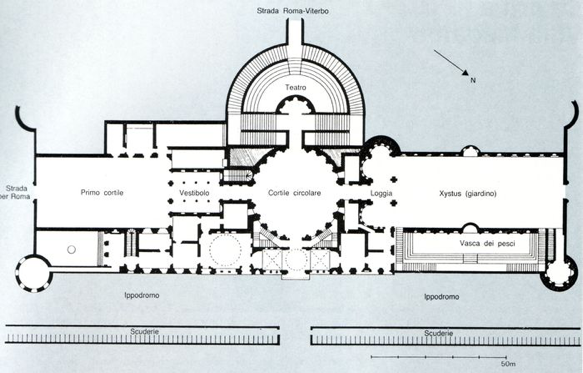 Strada Roma-Viterbo
N
Teatro
Strada
per Roma
Primo cortile
Vestibolo
Cortile circolare
Loggia
Xystus (giardino)
Vasca dei pesci
Ippodromo
Ippodromo
Scuderie
Scuderie
50m